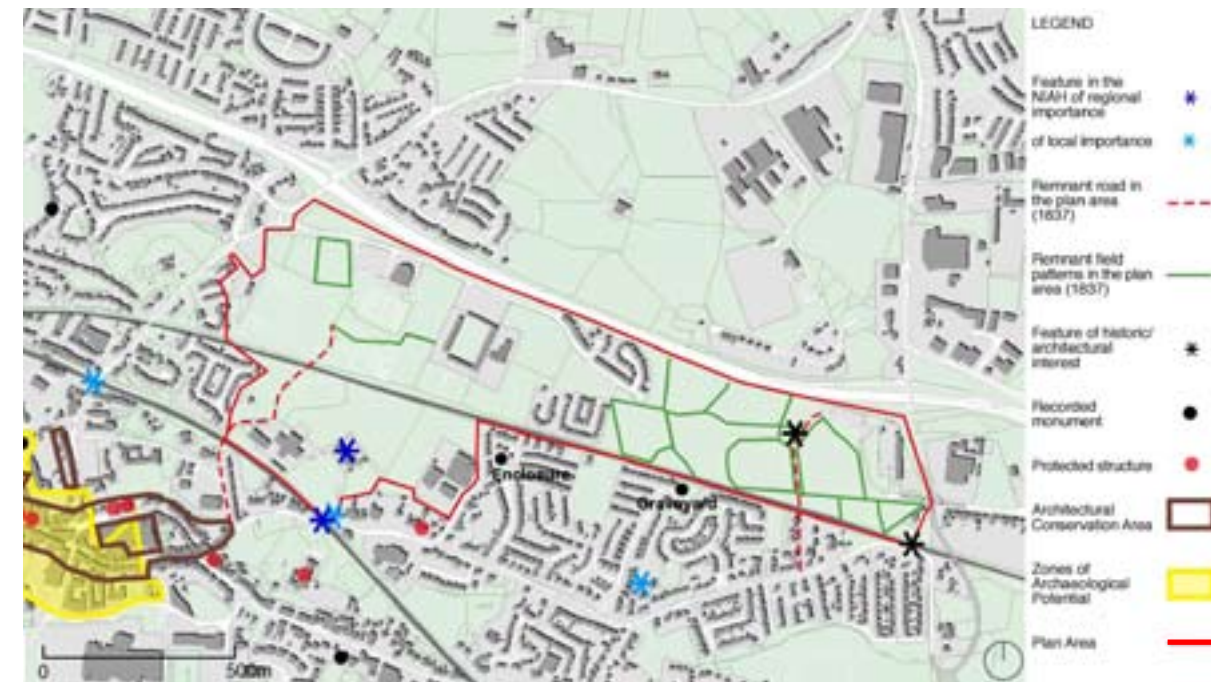 LEGEND
Feature in the
NIAH of regional
importance
of local importance
Remnant road in
the plan area
(1837)
Remnant field
patterns in the plan
area (1837)
Feature of historic/
architectural
interest
Recorded
monument
Protected structure
Architectural
Conservation Area
Zones of
Archaeological
Potential
Plan Area
Enclosure
Graveyard
0
500m